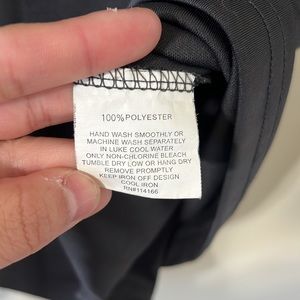 100%POLYESTER
HAND WASH SMOOTHLY OR
MACHINE WASH SEPARATELY
IN LUKE COOL WATER
ONLY NON-CHLORINE BLEACH
TUMBLE DRY LOW OR HANG DRY
REMOVE PROMPTLY
KEEP IRON OFF DESIGN
COOL IRON
RN#114166